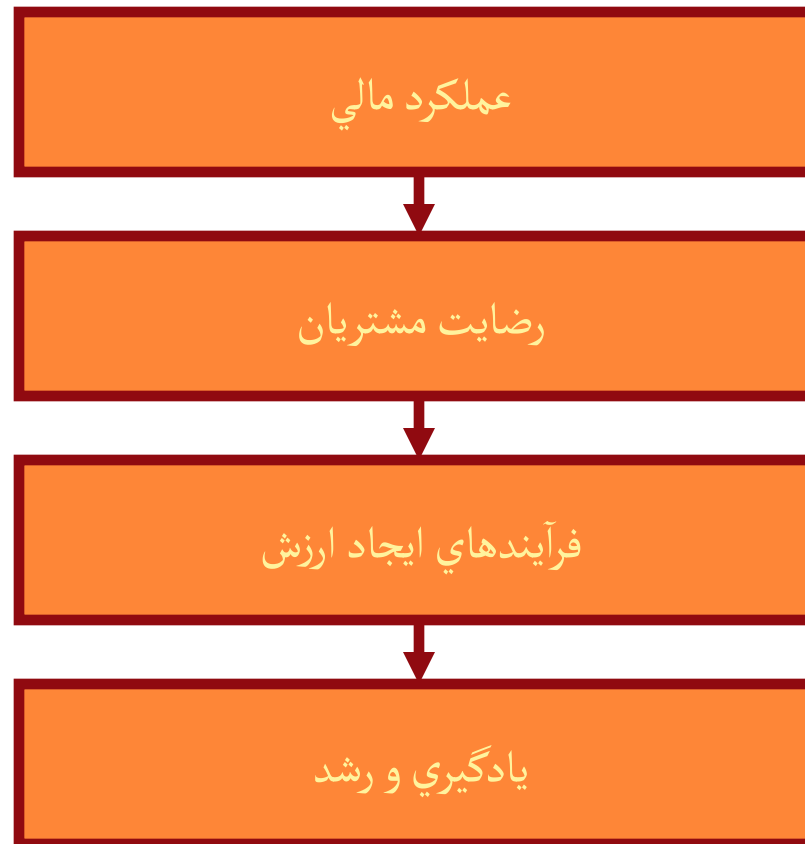 عملكرد مالي
رضايت مشتريان
فرآيندهاي ايجاد ارزش
يادگيري و رشد